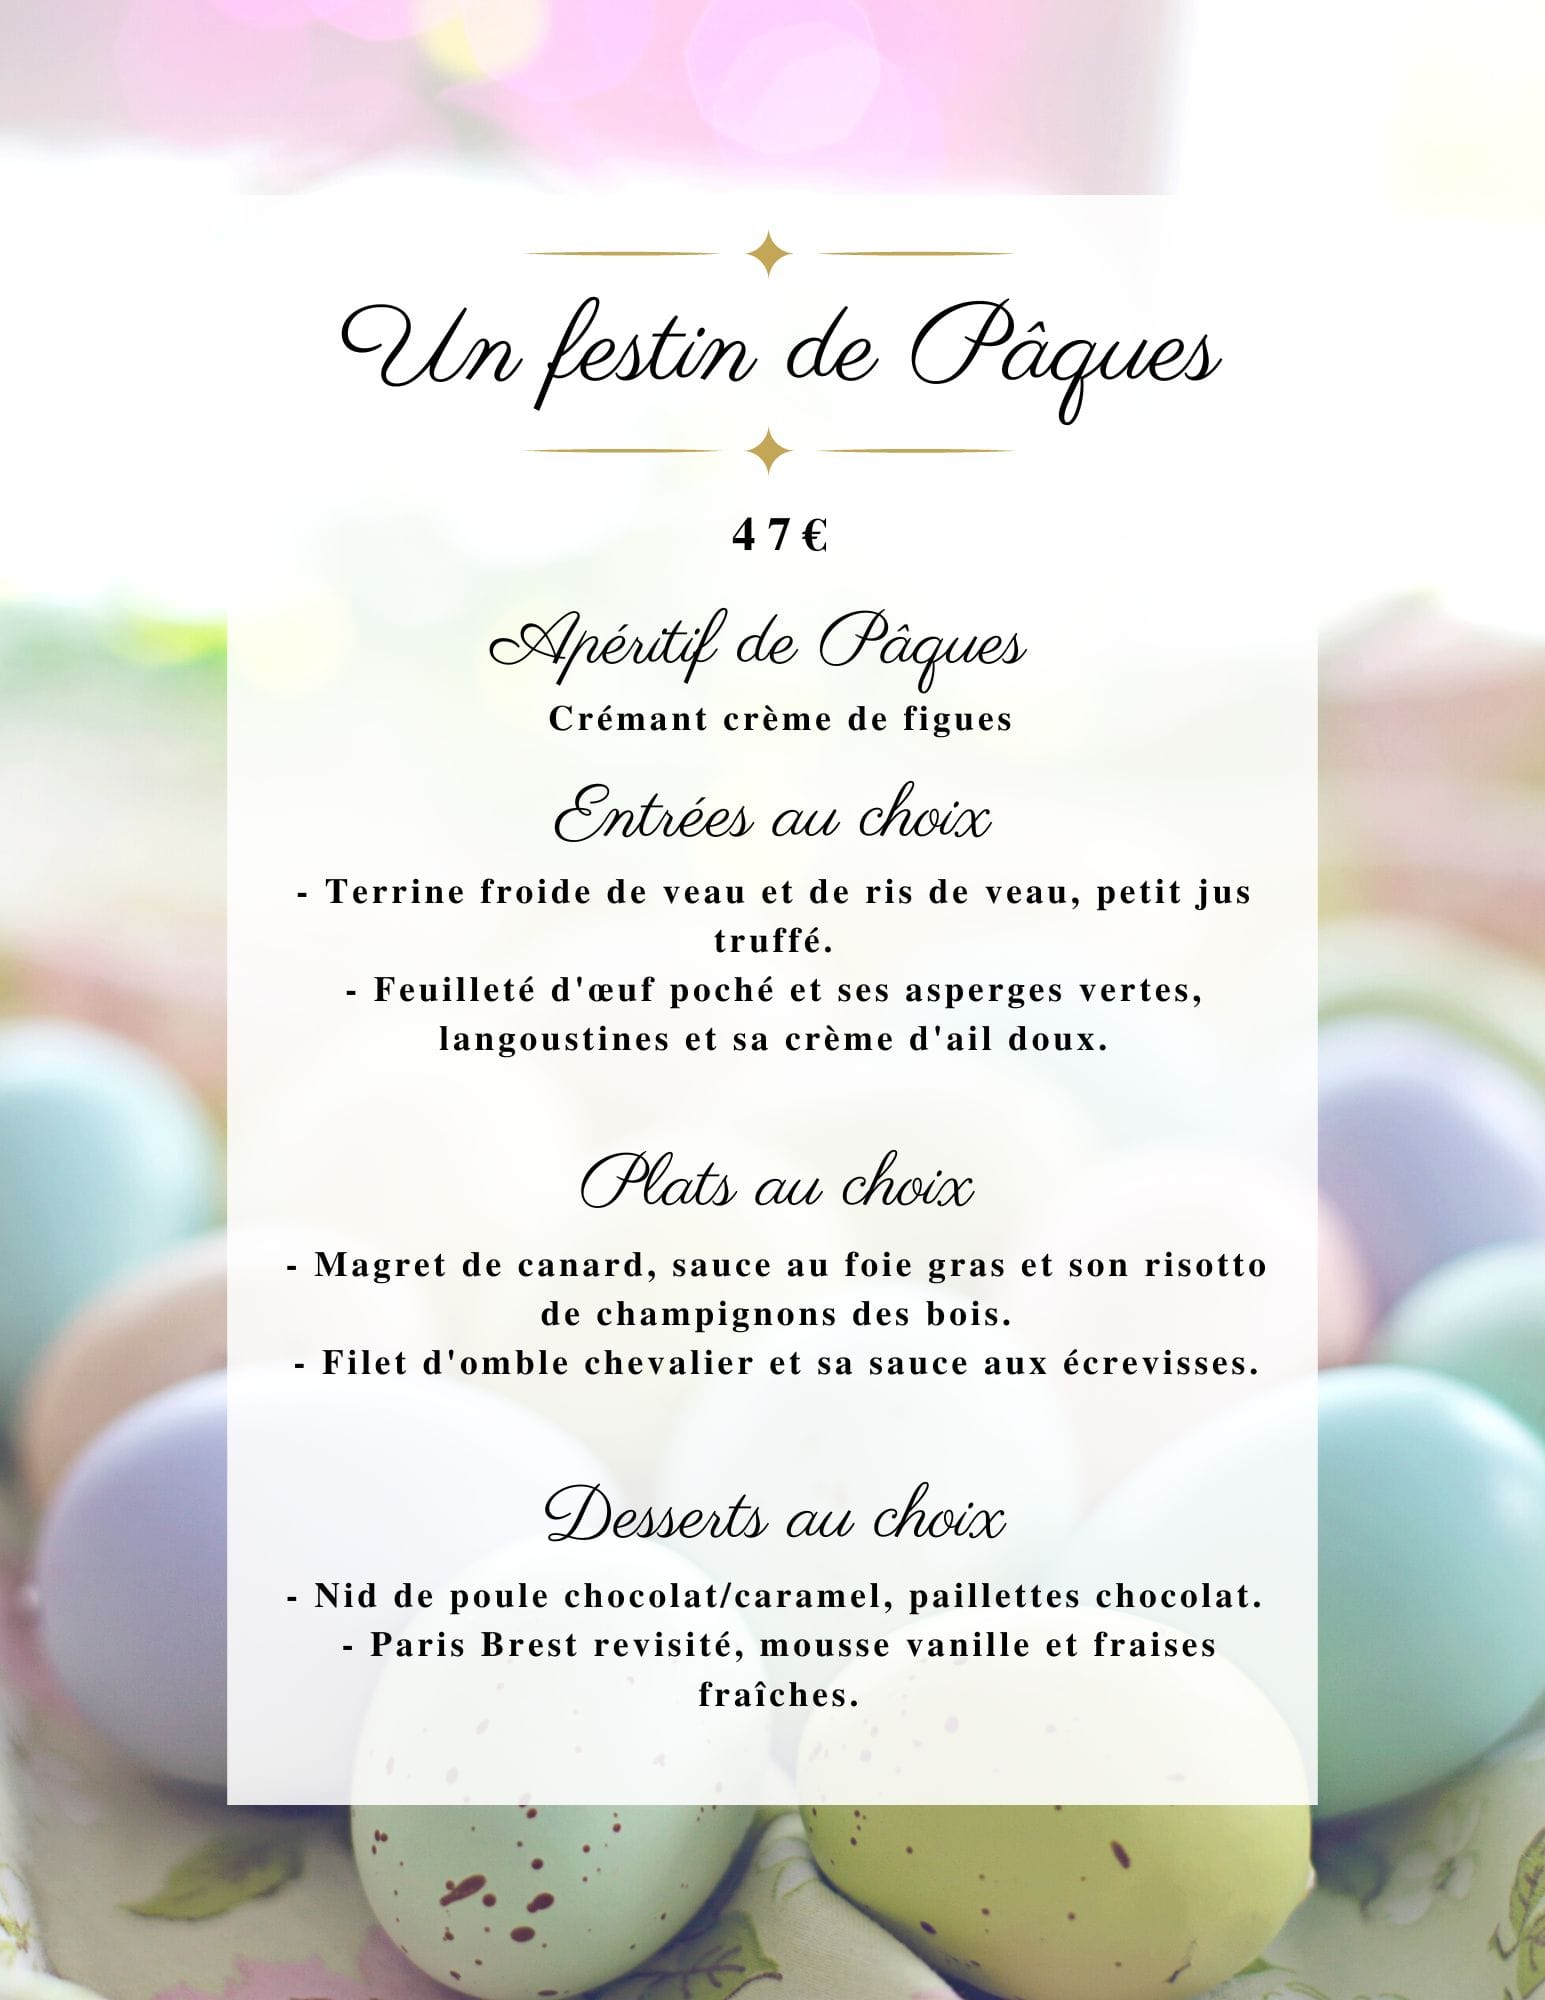 Un festin de Pâques
47€
Apéritif de Pâques
Crémant crème de figues
Entrées au choix
- Terrine froide de veau et de ris de veau, petit jus
truffé.
- Feuilleté d'œuf poché et ses asperges vertes,
langoustines et sa crème d'ail doux.
Plats au choix
- Magret de canard, sauce au foie gras et son risotto
de champignons des bois.
- Filet d'omble chevalier et sa sauce aux écrevisses.
Desserts au choix
- Nid de poule chocolat/caramel, paillettes chocolat.
- Paris Brest revisité, mousse vanille et fraises
fraîches.